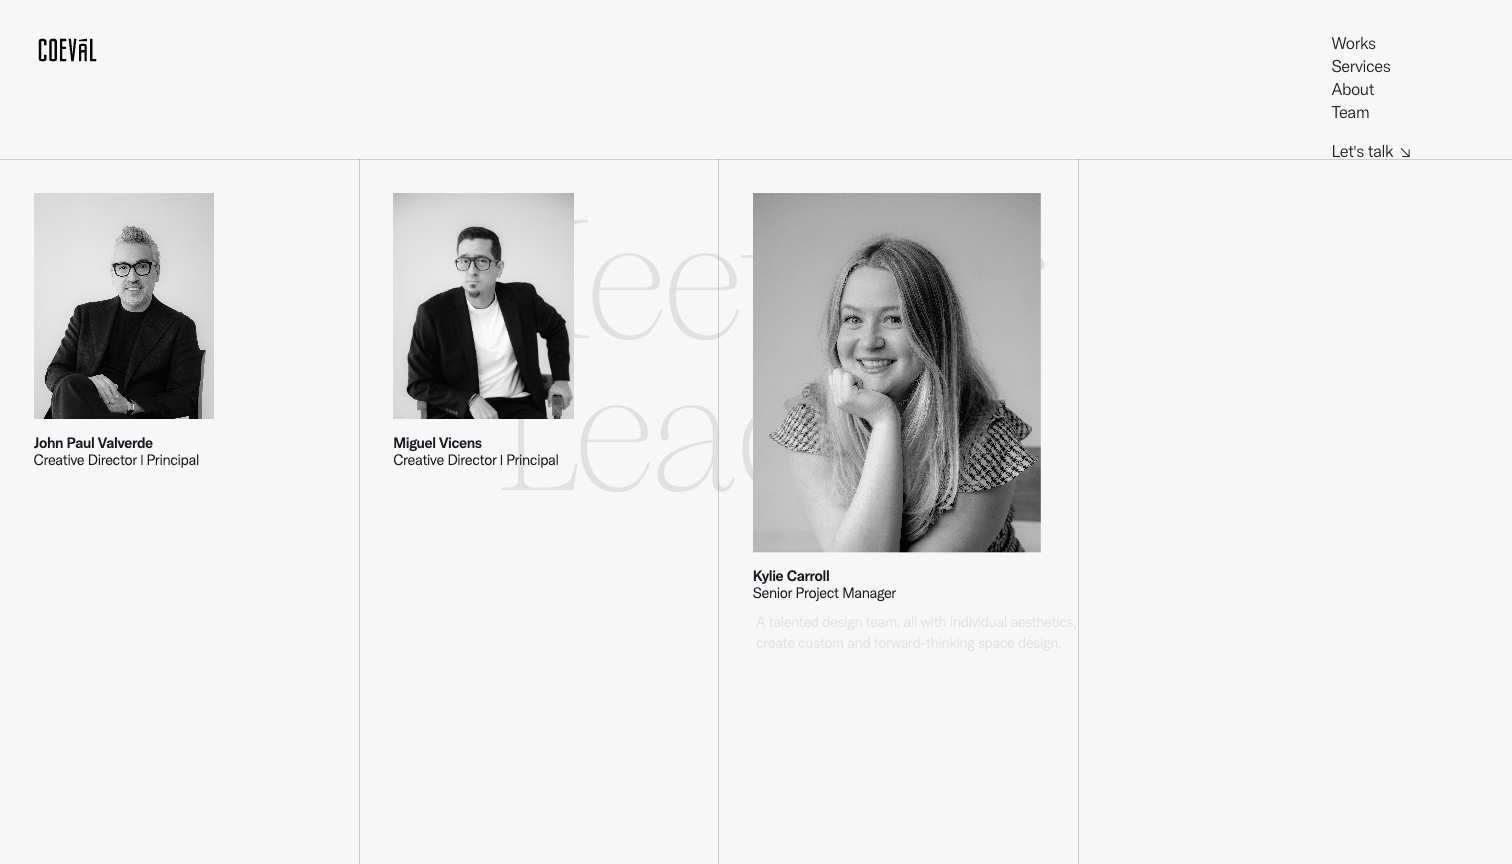 COEVAL
Works
Services
About
Team
Let's talk ↘
John Paul Valverde
Creative Director | Principal
Miguel Vicens
Creative Director | Principal
Kylie Carroll
Senior Project Manager
A talented design team, all with individual aesthetics,
create custom and forward-thinking space design.